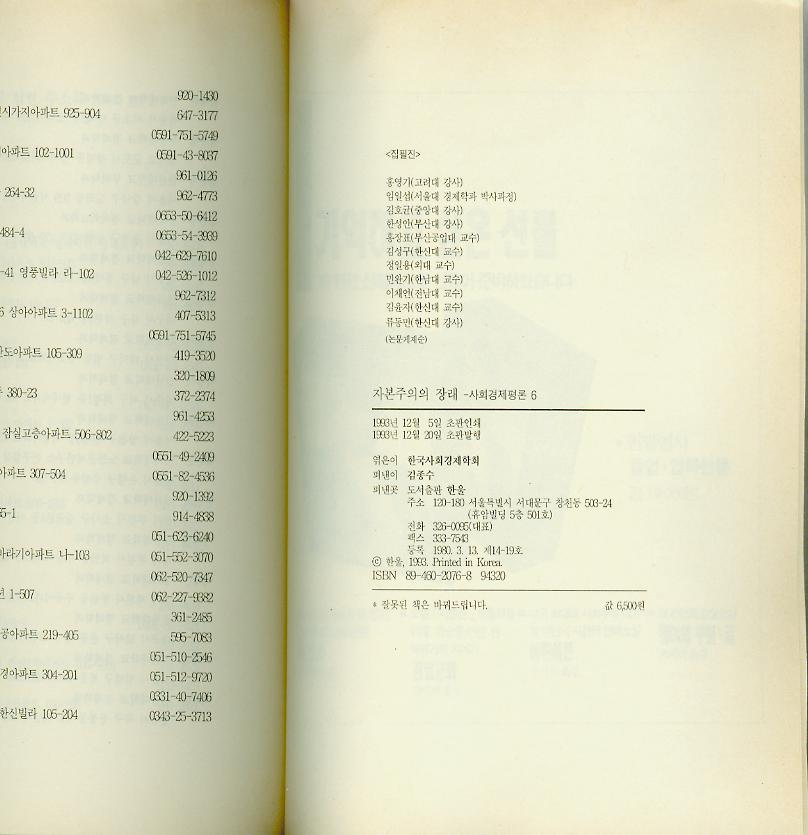 920-1430
시가지아파트 925-904 647-3177
0591-751-5749
아파트 102-1001 0591-43-8037
961-0126
264-32 962-4773
0653-50-6412
484-4 0653-54-3939
042-629-7610
-41 영풍빌라 라-102 042-526-1012
962-7312
상아아파트 3-1102 407-5313
0591-751-5745
도아파트 105-309 419-3520
320-1809
380-23 372-2374
961-4253
잠실고층아파트 506-802 422-5223
0551-49-2409
아파트 307-504 0551-82-4536
920-1392
5-1 914-4838
051-623-6240
바라기아파트 나-103 051-552-3070
062-520-7347
1-507 062-227-9382
361-2485
공아파트 219-405 595-7083
051-510-2546
경아파트 304-201 051-512-9720
0331-40-7406
한신빌라 105-204 0343-25-3713
<집필진>
홍영기(고려대 강사)
임일섭(서울대 경제학과 박사과정)
김호균(중앙대 강사)
한성안(부산대 강사)
홍장표(부산공업대 교수)
김성구(한신대 교수)
정일용(외대 교수)
민완기(한남대 교수)
이채언(전남대 교수)
김윤자(한신대 교수)
류동민(한신대 강사)
(논문게재순)
자본주의의 장래 -사회경제평론 6
1993년 12월 5일 초판인쇄
1993년 12월 20일 초판발행
엮은이 한국사회경제학회
펴낸이 김종수
펴낸곳 도서출판 한울
주소 120-180 서울특별시 서대문구 창천동 503-24
(휴암빌딩 5층 501호)
전화 326-0095(대표)
팩스 333-7543
등록 1980. 3. 13. 제14-19호
ⓒ 한울, 1993. Printed in Korea.
ISBN 89-460-2076-8 94320
* 잘못된 책은 바꿔드립니다. 값 6,500원